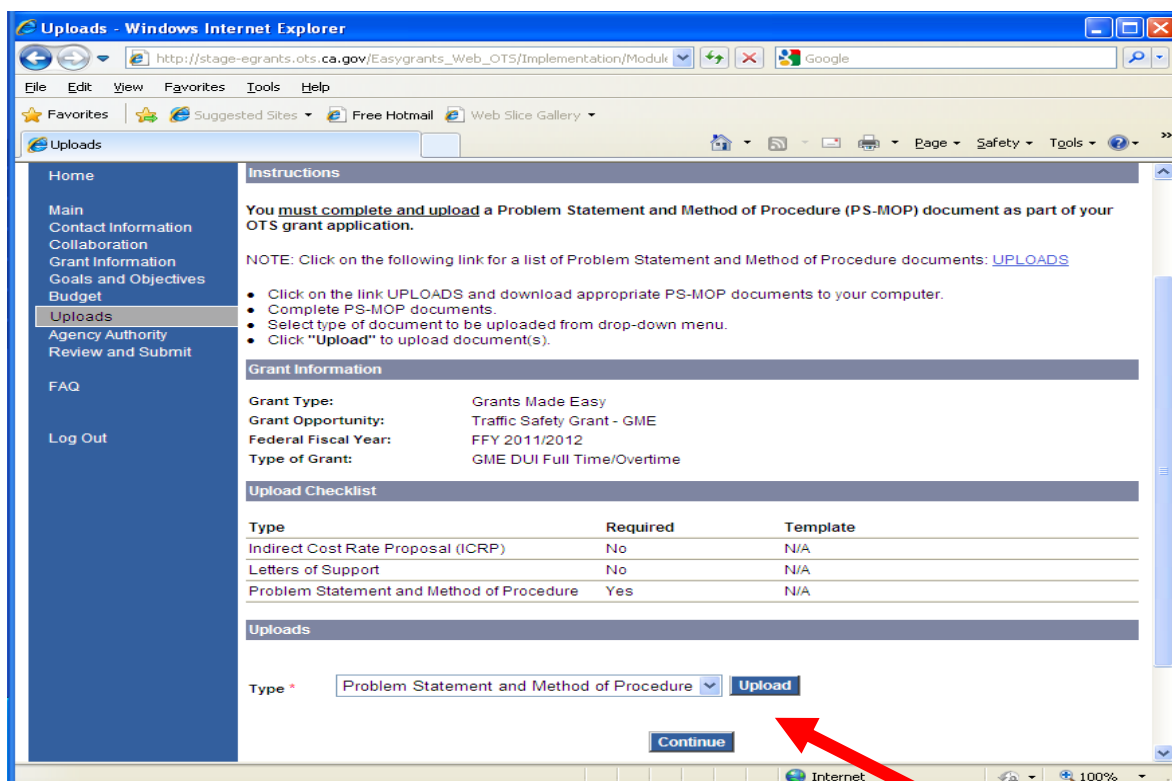 Uploads - Windows Internet Explorer
http://stage-egrants.ots.ca.gov/Easygrants_Web_OTS/Implementation/Module
Google
File Edit View Favorites Tools Help
Favorites Suggested Sites Free Hotmail Web Slice Gallery
Uploads Page Safety Tools
Home
Main
Contact Information
Collaboration
Grant Information
Goals and Objectives
Budget
Uploads
Agency Authority
Review and Submit
FAQ
Log Out
Instructions
You must complete and upload a Problem Statement and Method of Procedure (PS-MOP) document as part of your
OTS grant application.
NOTE: Click on the following link for a list of Problem Statement and Method of Procedure documents: UPLOADS
• Click on the link UPLOADS and download appropriate PS-MOP documents to your computer.
• Complete PS-MOP documents.
• Select type of document to be uploaded from drop-down menu.
• Click "Upload" to upload document(s).
Grant Information
Grant Type: Grants Made Easy
Grant Opportunity: Traffic Safety Grant - GME
Federal Fiscal Year: FFY 2011/2012
Type of Grant: GME DUI Full Time/Overtime
Upload Checklist
Type Required Template
Indirect Cost Rate Proposal (ICRP) No N/A
Letters of Support No N/A
Problem Statement and Method of Procedure Yes N/A
Uploads
Type * Problem Statement and Method of Procedure Upload
Continue
Internet 100%